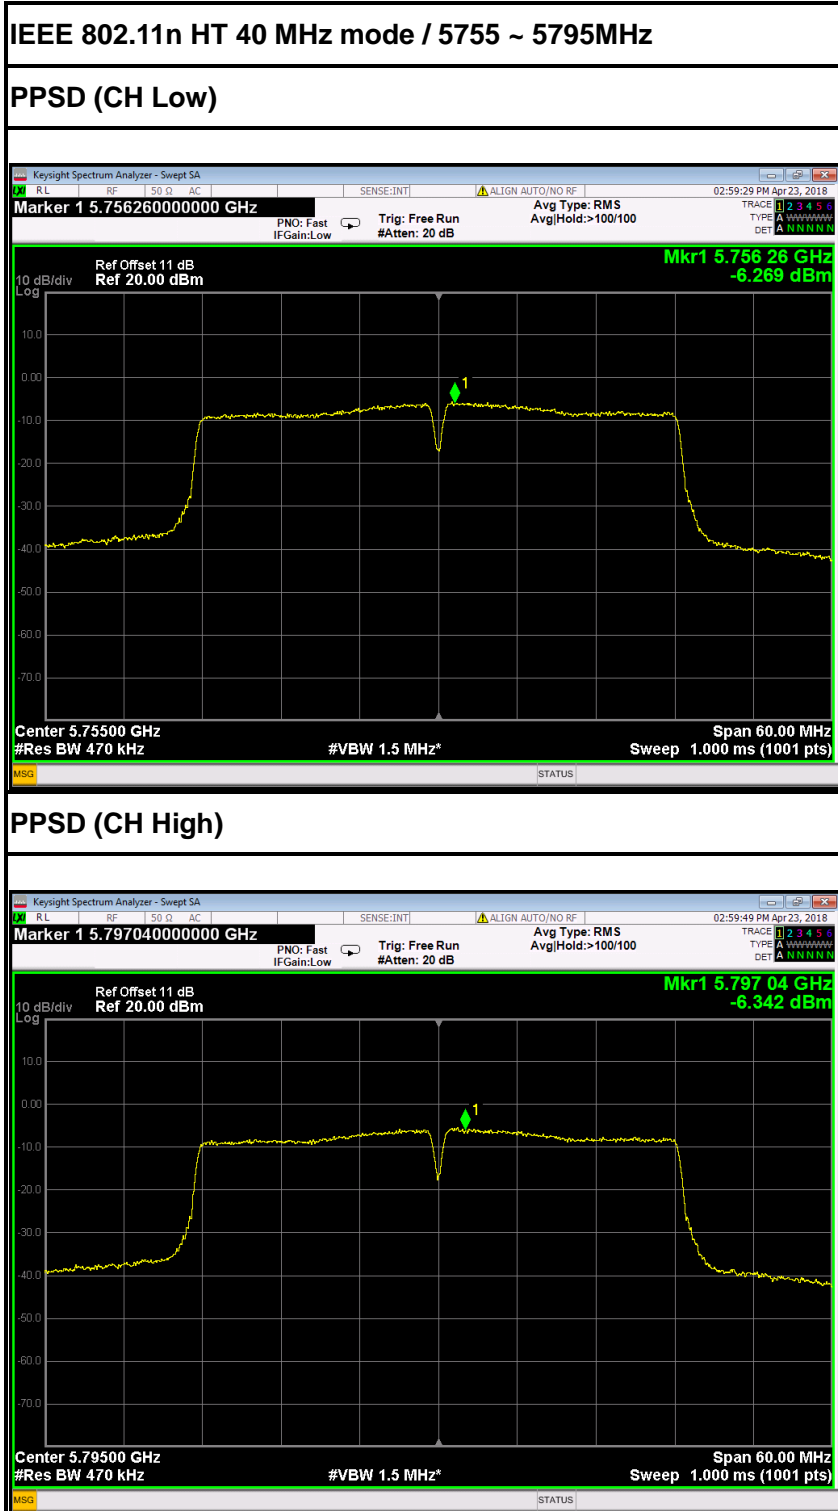 IEEE 802.11n HT 40 MHz mode / 5755 ~ 5795MHz
PPSD (CH Low)
Keysight Spectrum Analyzer - Swept SA
LXI RL RF 50 Ω AC SENSE:INT ALIGN AUTO/NO RF 02:59:29 PM Apr 23, 2018
Marker 1 5.756260000000 GHz
PNO: Fast
IFGain:Low
Trig: Free Run
#Atten: 20 dB
Avg Type: RMS
Avg|Hold:>100/100
TRACE 1 2 3 4 5 6
TYPE A WWWWW
DET A N N N N N
Mkr1 5.756 26 GHz
-6.269 dBm
10 dB/div
Log
Ref Offset 11 dB
Ref 20.00 dBm
1
10.0
0.00
-10.0
-20.0
-30.0
-40.0
-50.0
-60.0
-70.0
Center 5.75500 GHz Span 60.00 MHz
#Res BW 470 kHz #VBW 1.5 MHz* Sweep 1.000 ms (1001 pts)
MSG STATUS
PPSD (CH High)
Keysight Spectrum Analyzer - Swept SA
LXI RL RF 50 Ω AC SENSE:INT ALIGN AUTO/NO RF 02:59:49 PM Apr 23, 2018
Marker 1 5.797040000000 GHz
PNO: Fast
IFGain:Low
Trig: Free Run
#Atten: 20 dB
Avg Type: RMS
Avg|Hold:>100/100
TRACE 1 2 3 4 5 6
TYPE A WWWWW
DET A N N N N N
Mkr1 5.797 04 GHz
-6.342 dBm
10 dB/div
Log
Ref Offset 11 dB
Ref 20.00 dBm
1
10.0
0.00
-10.0
-20.0
-30.0
-40.0
-50.0
-60.0
-70.0
Center 5.79500 GHz Span 60.00 MHz
#Res BW 470 kHz #VBW 1.5 MHz* Sweep 1.000 ms (1001 pts)
MSG STATUS